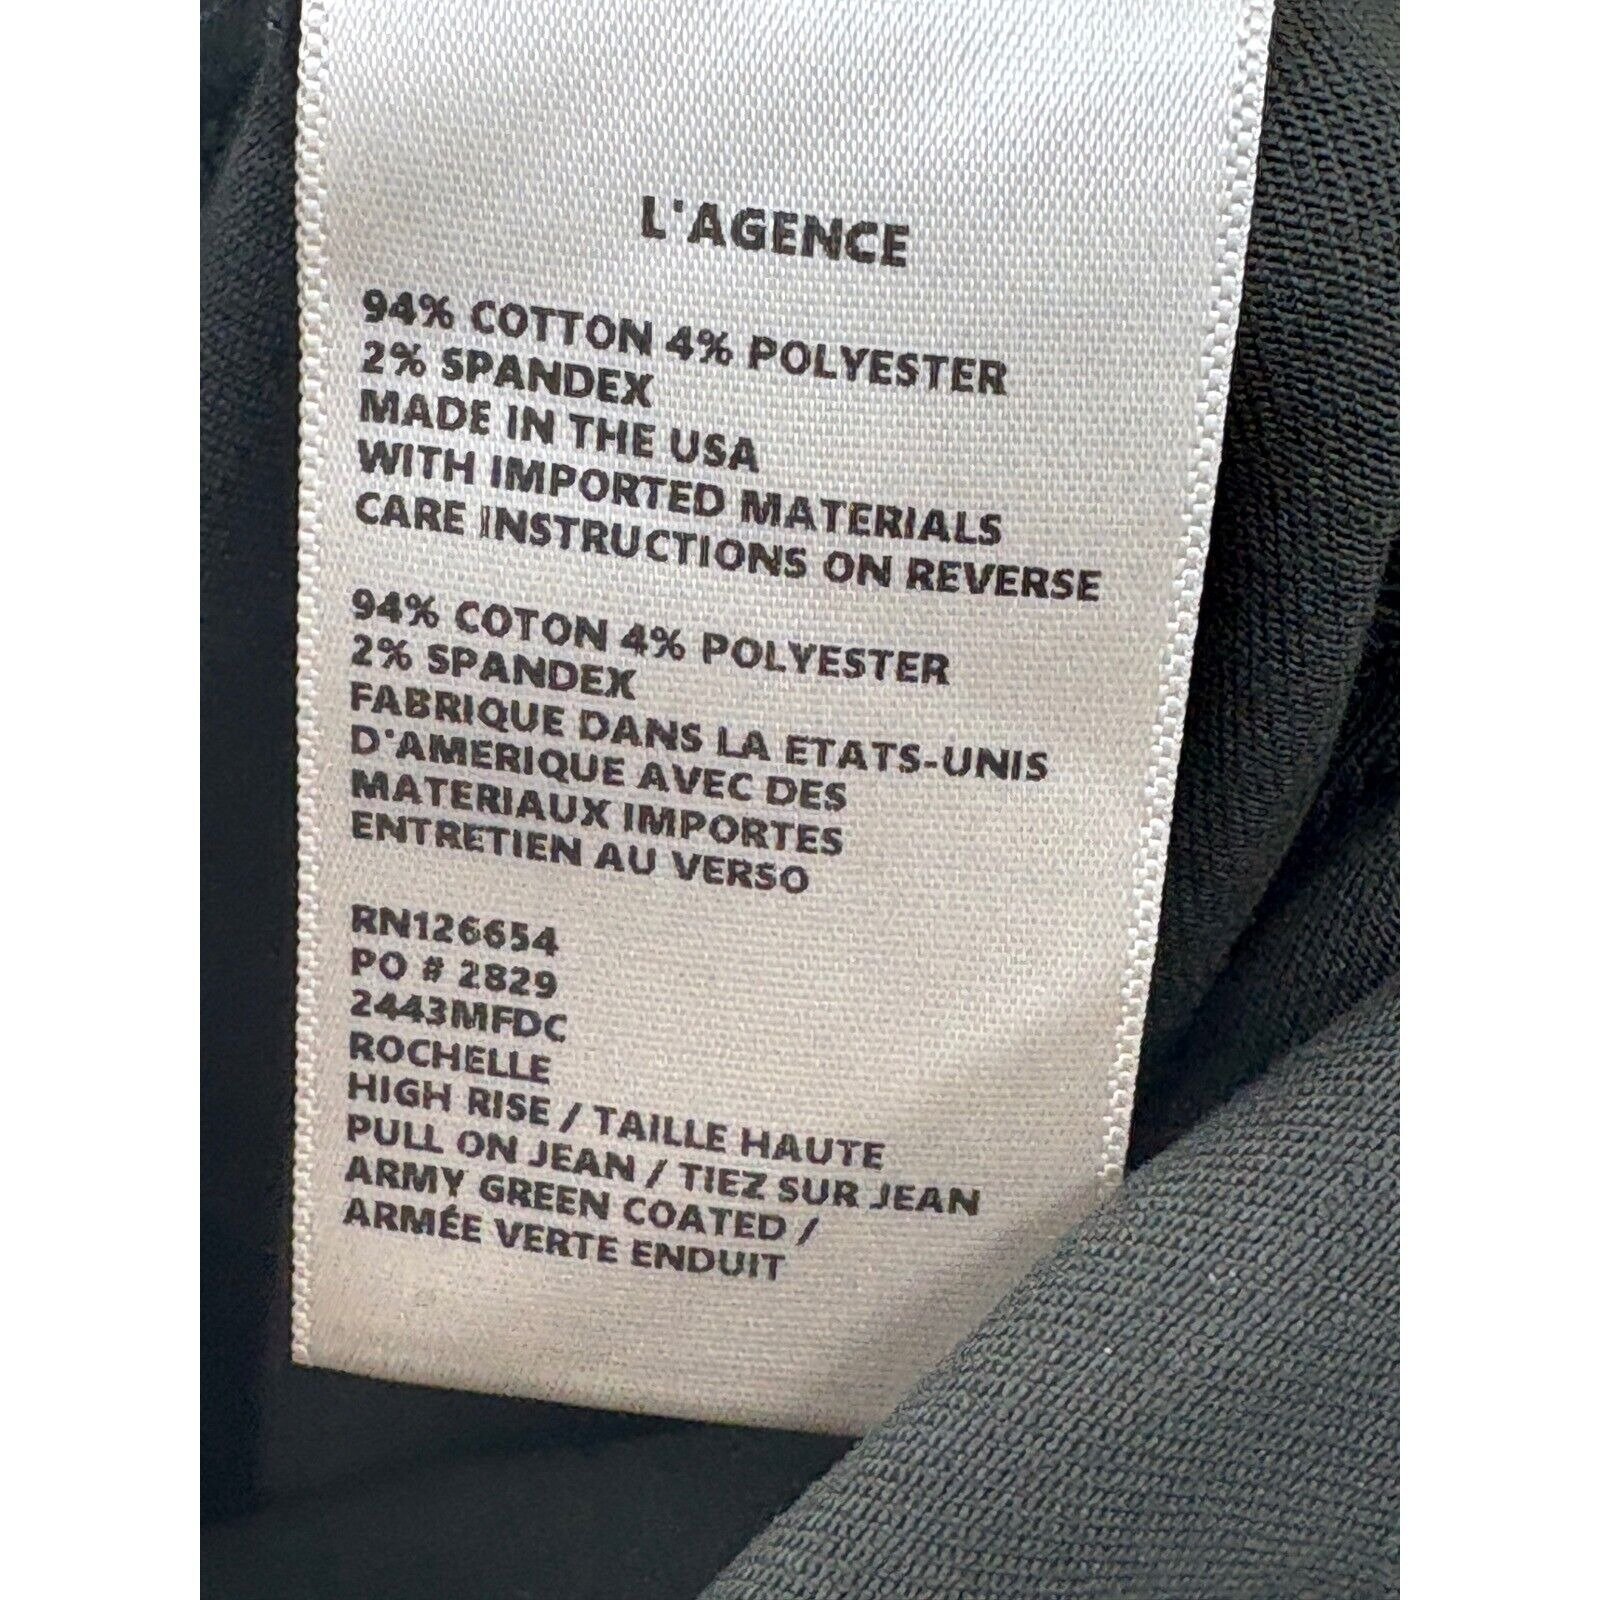 L'AGENCE
94% COTTON 4% POLYESTER
2% SPANDEX
MADE IN THE USA
WITH IMPORTED MATERIALS
CARE INSTRUCTIONS ON REVERSE
94% COTON 4% POLYESTER
2% SPANDEX
FABRIQUE DANS LA ETATS-UNIS
D'AMERIQUE AVEC DES
MATERIAUX IMPORTES
ENTRETIEN AU VERSO
RN126654
PO # 2829
2443MFDC
ROCHELLE
HIGH RISE / TAILLE HAUTE
PULL ON JEAN / TIEZ SUR JEAN
ARMY GREEN COATED /
ARMÉE VERTE ENDUIT